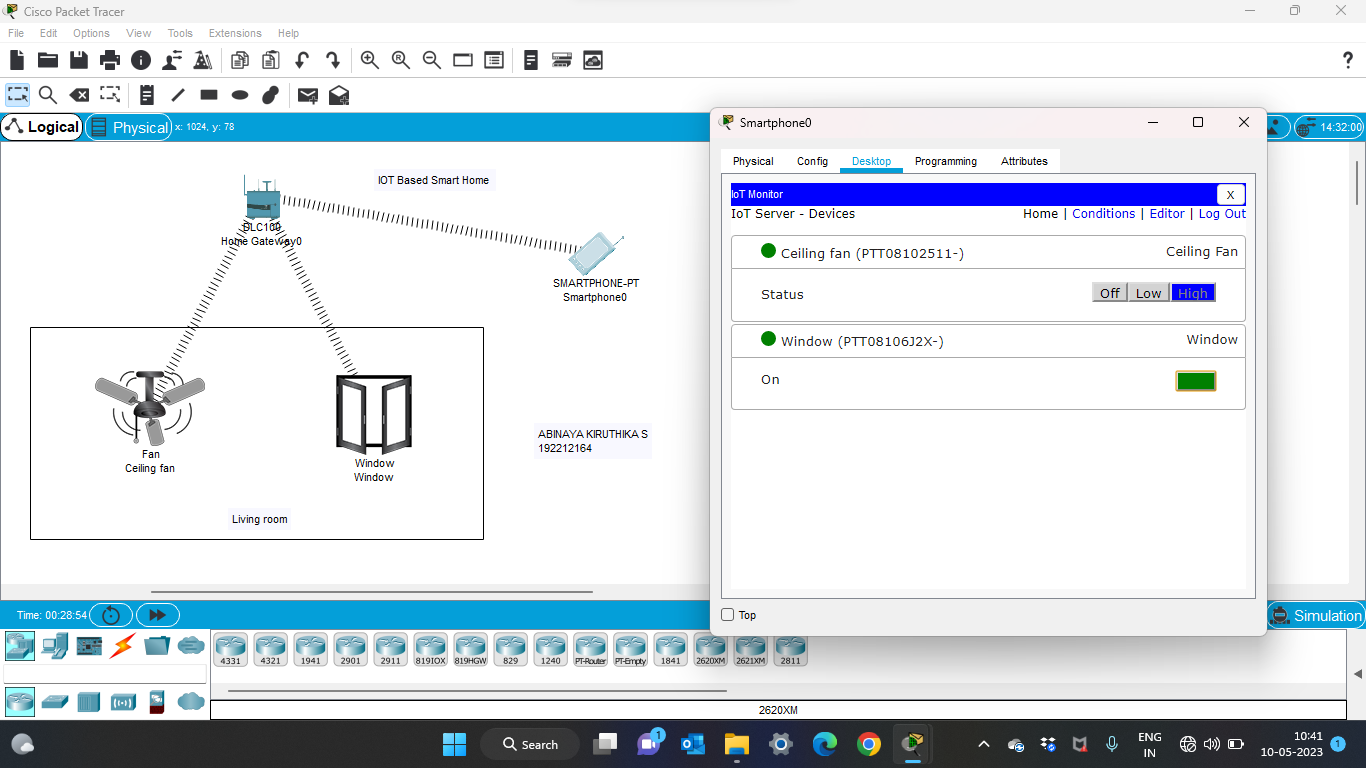 Cisco Packet Tracer
File Edit Options View Tools Extensions Help
?
Logical Physical x: 1024, y: 78
14:32:00
IOT Based Smart Home
DLC100
Home Gateway0
SMARTPHONE-PT
Smartphone0
Fan
Ceiling fan
Window
Window
ABINAYA KIRUTHIKA S
192212164
Living room
Smartphone0
Physical Config Desktop Programming Attributes
IoT Monitor X
IoT Server - Devices Home | Conditions | Editor | Log Out
Ceiling fan (PTT08102511-) Ceiling Fan
Status Off Low High
Window (PTT08106J2X-) Window
On
Top
Time: 00:28:54
Simulation
4331 4321 1941 2901 2911 819IOX 819HGW 829 1240 PT-Router PT-Empty 1841 2620XM 2621XM 2811
2620XM
Search
1
ENG
IN
10:41
10-05-2023
1